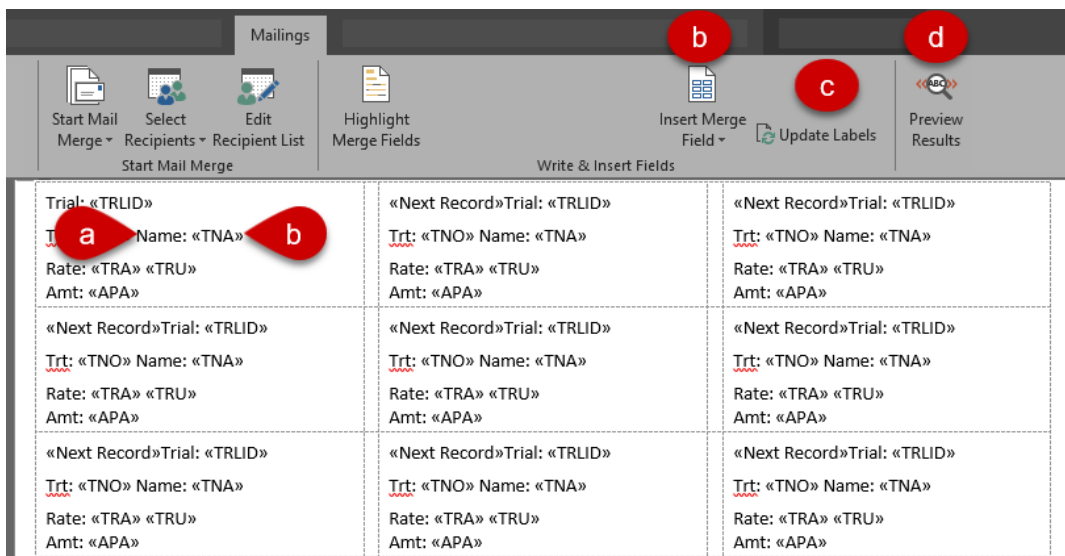 Mailings
b
d
c
Start Mail
Merge
Select
Recipients
Edit
Recipient List
Highlight
Merge Fields
Insert Merge
Field
Update Labels
«ABC»
Preview
Results
Start Mail Merge
Write & Insert Fields
Trial: «TRLID»
«Next Record»Trial: «TRLID»
«Next Record»Trial: «TRLID»
a Name: «TNA» b
Trt: «TNO» Name: «TNA»
Trt: «TNO» Name: «TNA»
Rate: «TRA» «TRU»
Rate: «TRA» «TRU»
Rate: «TRA» «TRU»
Amt: «APA»
Amt: «APA»
Amt: «APA»
«Next Record»Trial: «TRLID»
«Next Record»Trial: «TRLID»
«Next Record»Trial: «TRLID»
Trt: «TNO» Name: «TNA»
Trt: «TNO» Name: «TNA»
Trt: «TNO» Name: «TNA»
Rate: «TRA» «TRU»
Rate: «TRA» «TRU»
Rate: «TRA» «TRU»
Amt: «APA»
Amt: «APA»
Amt: «APA»
«Next Record»Trial: «TRLID»
«Next Record»Trial: «TRLID»
«Next Record»Trial: «TRLID»
Trt: «TNO» Name: «TNA»
Trt: «TNO» Name: «TNA»
Trt: «TNO» Name: «TNA»
Rate: «TRA» «TRU»
Rate: «TRA» «TRU»
Rate: «TRA» «TRU»
Amt: «APA»
Amt: «APA»
Amt: «APA»